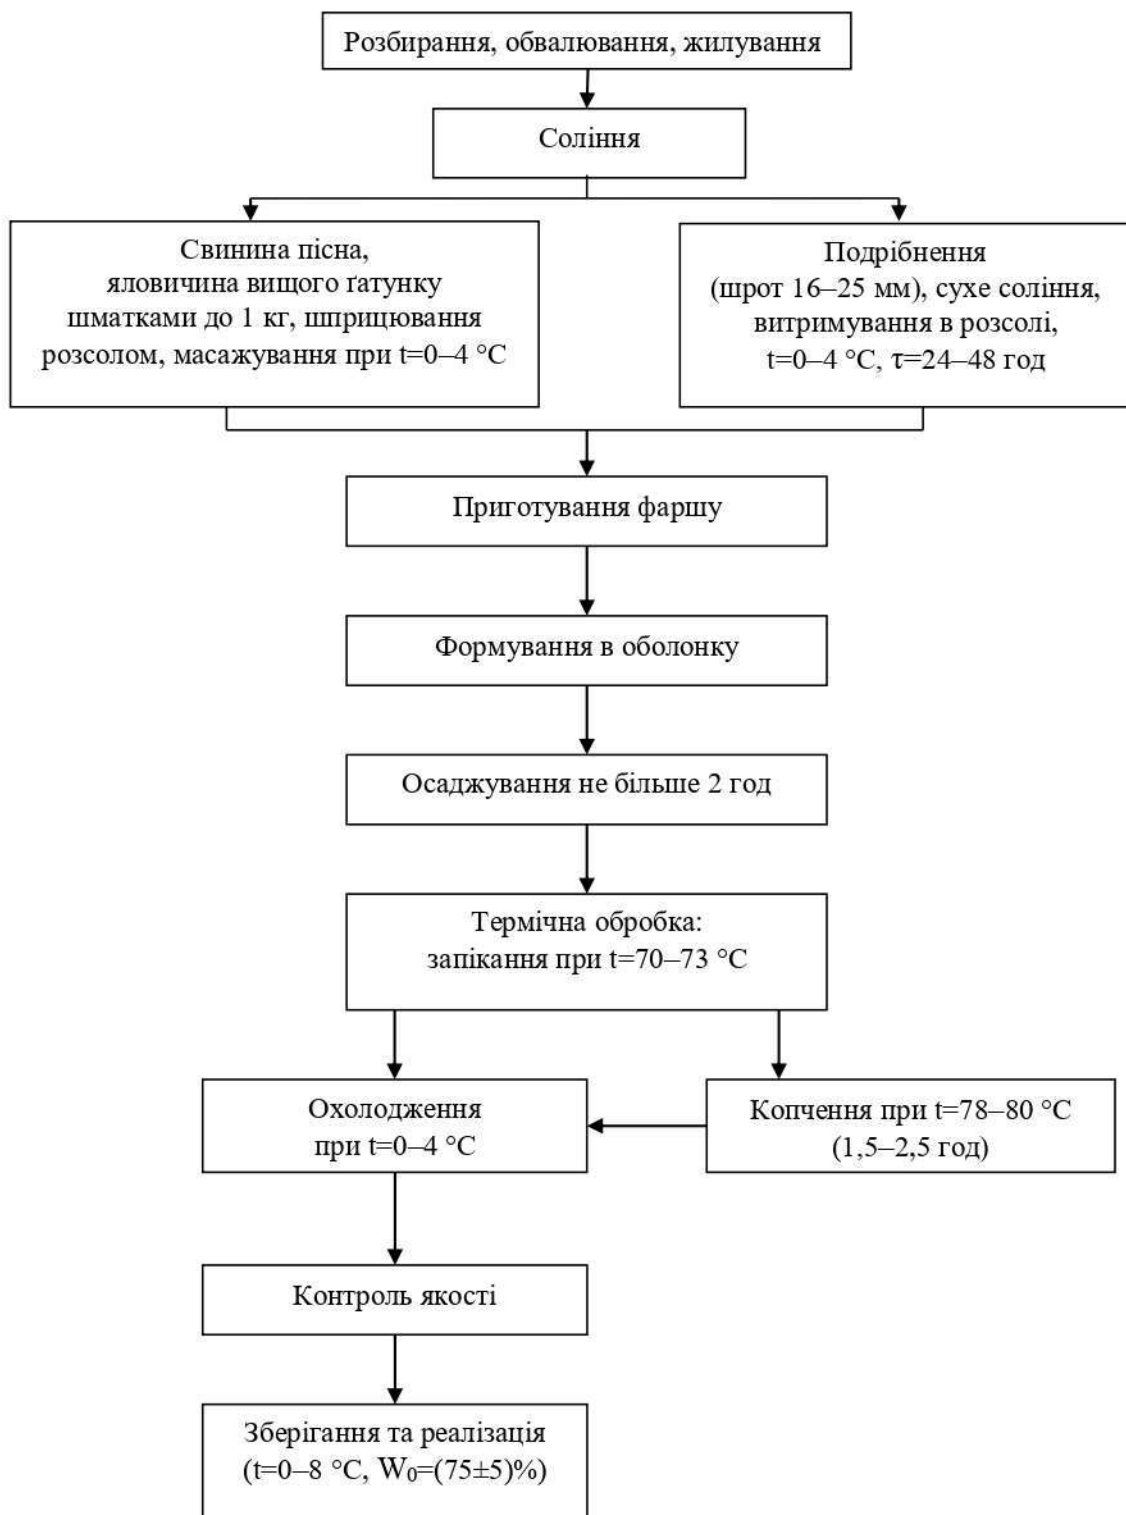 Розбирання, обвалювання, жилування
Соління
Свинина пісна,
яловичина вищого ґатунку
шматками до 1 кг, шприцювання
розсолом, масажування при t=0–4 °C
Подрібнення
(шрот 16–25 мм), сухе соління,
витримування в розсолі,
t=0–4 °C, τ=24–48 год
Приготування фаршу
Формування в оболонку
Осаджування не більше 2 год
Термічна обробка:
запікання при t=70–73 °C
Охолодження
при t=0–4 °C
Копчення при t=78–80 °C
(1,5–2,5 год)
Контроль якості
Зберігання та реалізація
(t=0–8 °C, W₀=(75±5)%)